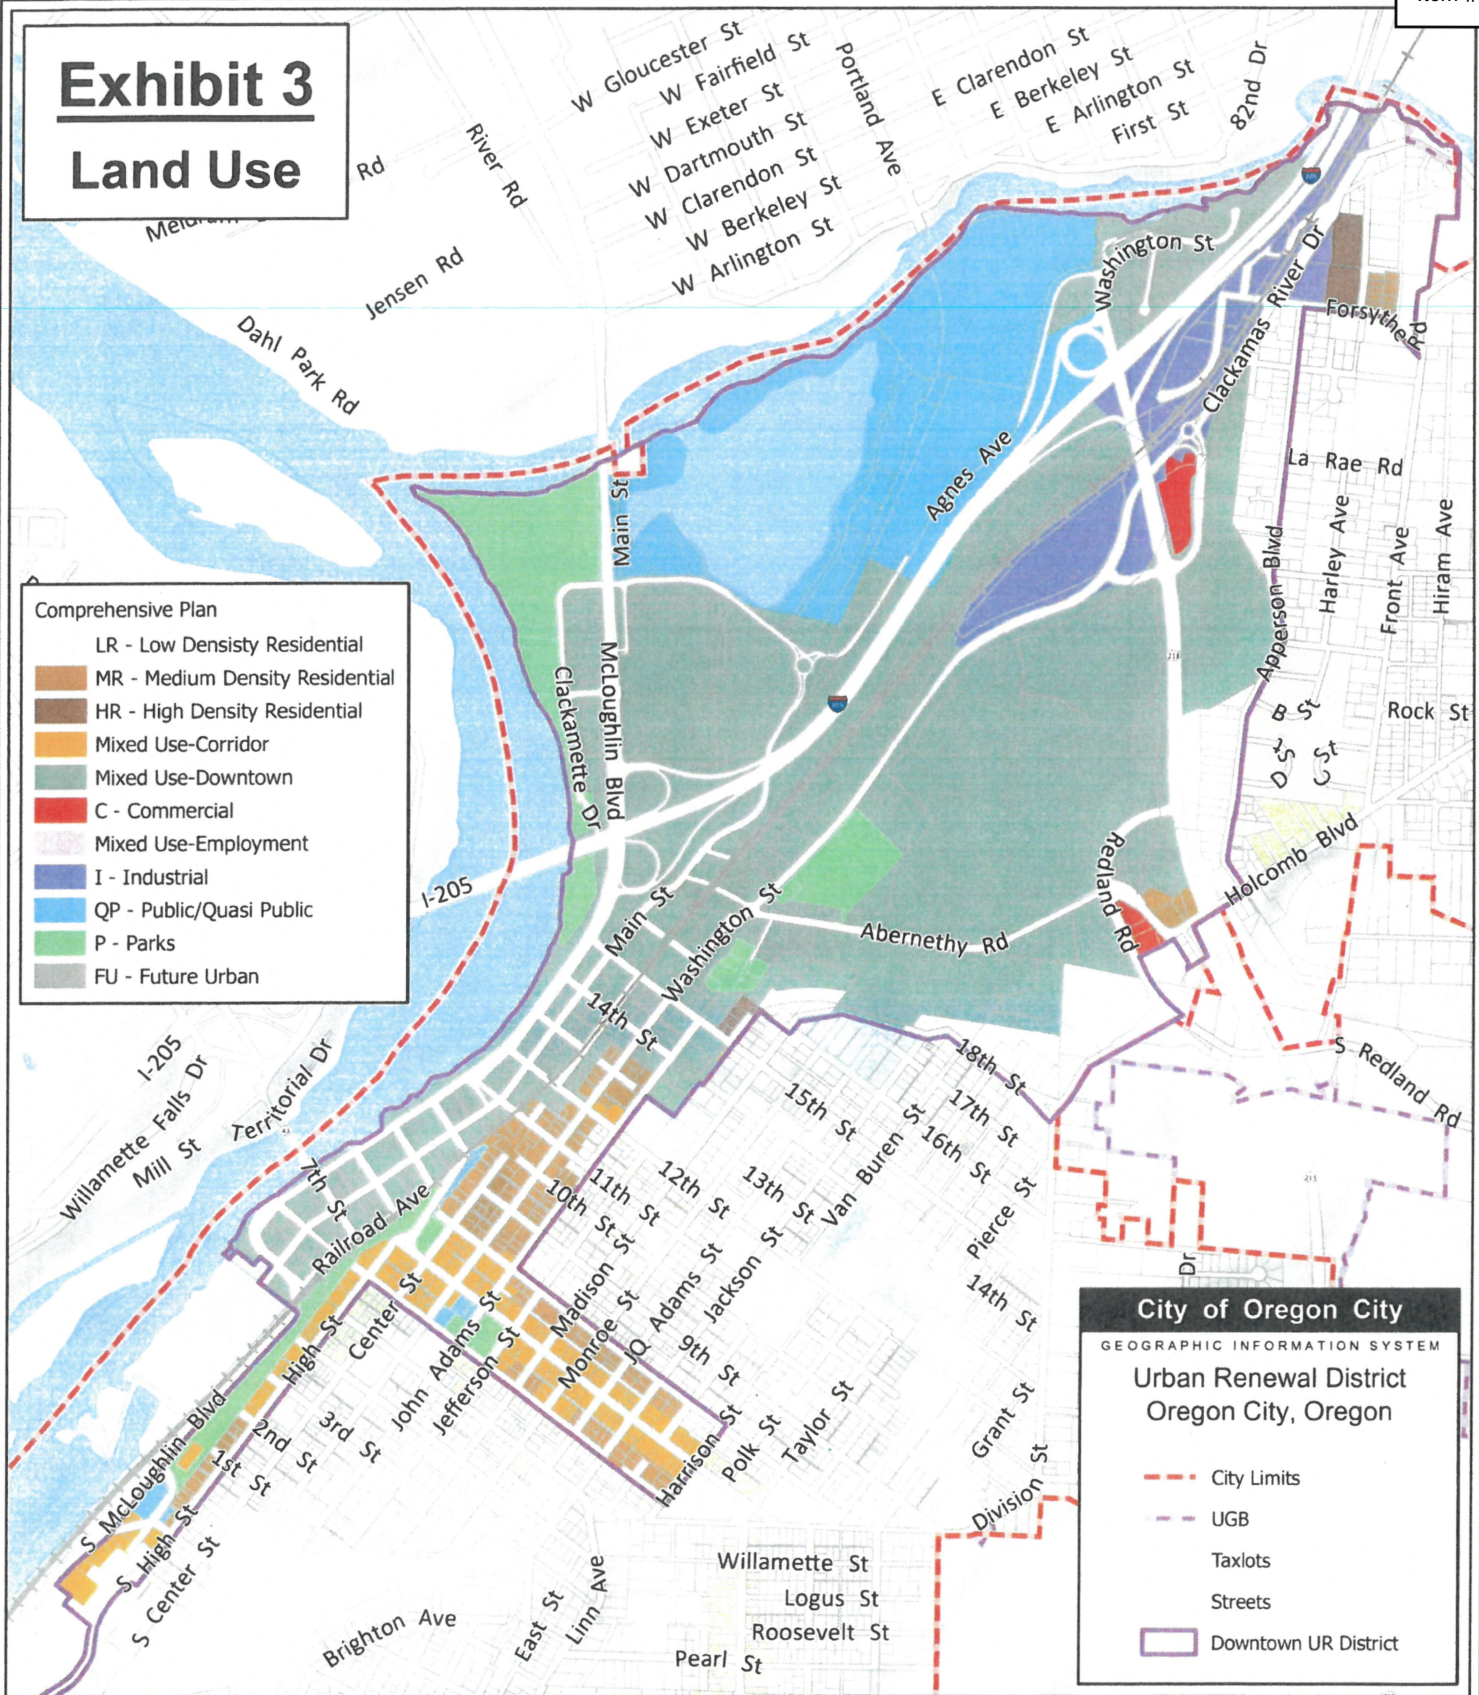 Exhibit 3
Land Use
W Gloucester St
W Fairfield St
W Exeter St
W Dartmouth St
W Clarendon St
W Berkeley St
W Arlington St
Portland Ave
E Clarendon St
E Berkeley St
E Arlington St
First St
82nd Dr
River Rd
Rd
Jensen Rd
Dahl Park Rd
Washington St
Clackamas River Dr
Forsythe Rd
Agnes Ave
La Rae Rd
Harley Ave
Front Ave
Hiram Ave
Apperson Blvd
Main St
McLoughlin Blvd
Clackamette Dr
B St
Rock St
C St
D St
Holcomb Blvd
Redland Rd
Abernethy Rd
I-205
Main St
Washington St
14th St
Comprehensive Plan
LR - Low Densisty Residential
MR - Medium Density Residential
HR - High Density Residential
Mixed Use-Corridor
Mixed Use-Downtown
C - Commercial
Mixed Use-Employment
I - Industrial
QP - Public/Quasi Public
P - Parks
FU - Future Urban
I-205
Willamette Falls Dr
Mill St
Territorial Dr
7th St
Railroad Ave
18th St
17th St
16th St
15th St
Van Buren St
13th St
12th St
11th St
10th St
S Redland Rd
213
Pierce St
14th St
Dr
Madison St
Monroe St
JQ Adams St
Jackson St
9th St
Center St
High St
John Adams St
Jefferson St
3rd St
2nd St
1st St
S McLoughlin Blvd
S High St
S Center St
Harrison St
Polk St
Taylor St
Grant St
Division St
Willamette St
Logus St
Roosevelt St
Pearl St
Linn Ave
East St
Brighton Ave
City of Oregon City
GEOGRAPHIC INFORMATION SYSTEM
Urban Renewal District
Oregon City, Oregon
City Limits
UGB
Taxlots
Streets
Downtown UR District